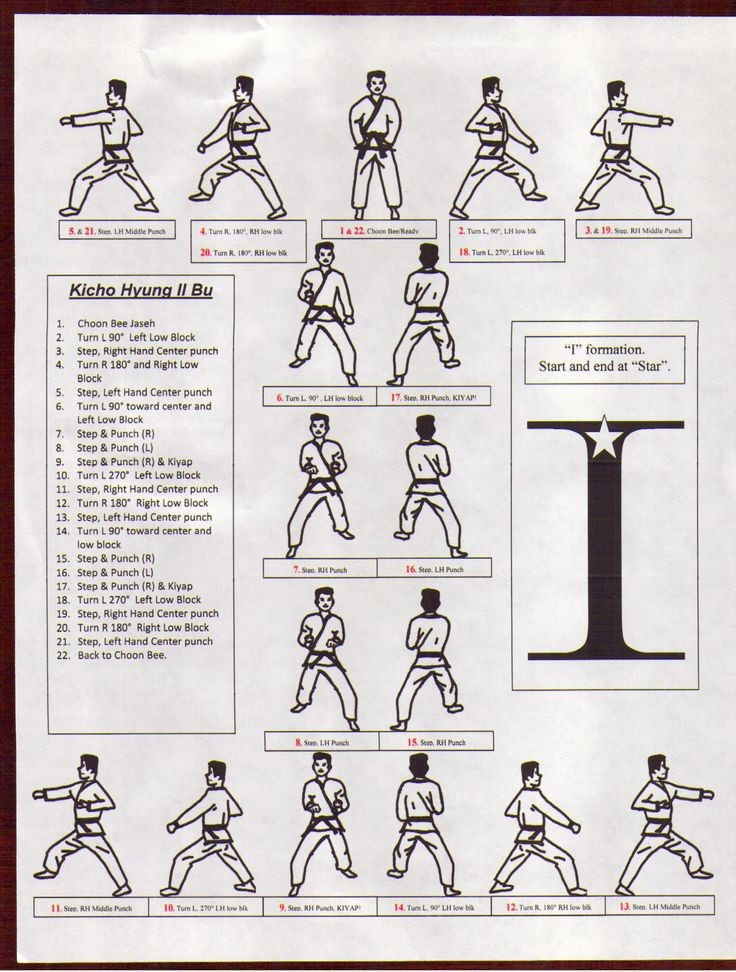 5. & 21. Step. LH Middle Punch
4. Turn R, 180°, RH low blk
20. Turn R, 180°, RH low blk
1 & 22. Choon Bee/Ready
2. Turn L, 90°, LH low blk
18. Turn L, 270°, LH low blk
3. & 19. Step. RH Middle Punch
Kicho Hyung Il Bu
1. Choon Bee Jaseh
2. Turn L 90° Left Low Block
3. Step, Right Hand Center punch
4. Turn R 180° and Right Low
Block
5. Step, Left Hand Center punch
6. Turn L 90° toward center and
Left Low Block
7. Step & Punch (R)
8. Step & Punch (L)
9. Step & Punch (R) & Kiyap
10. Turn L 270° Left Low Block
11. Step, Right Hand Center punch
12. Turn R 180° Right Low Block
13. Step, Left Hand Center punch
14. Turn L 90° toward center and
low block
15. Step & Punch (R)
16. Step & Punch (L)
17. Step & Punch (R) & Kiyap
18. Turn L 270° Left Low Block
19. Step, Right Hand Center punch
20. Turn R 180° Right Low Block
21. Step, Left Hand Center punch
22. Back to Choon Bee.
6. Turn L. 90°, LH low block
17. Step. RH Punch. KIYAP!
"I" formation.
Start and end at "Star".
7. Step. RH Punch
16. Step. LH Punch
8. Step. LH Punch
15. Step. RH Punch
11. Step. RH Middle Punch
10. Turn L. 270° LH low blk
9. Step. RH Punch. KIYAP!
14. Turn L. 90° LH low blk
12. Turn R. 180° RH low blk
13. Step. LH Middle Punch